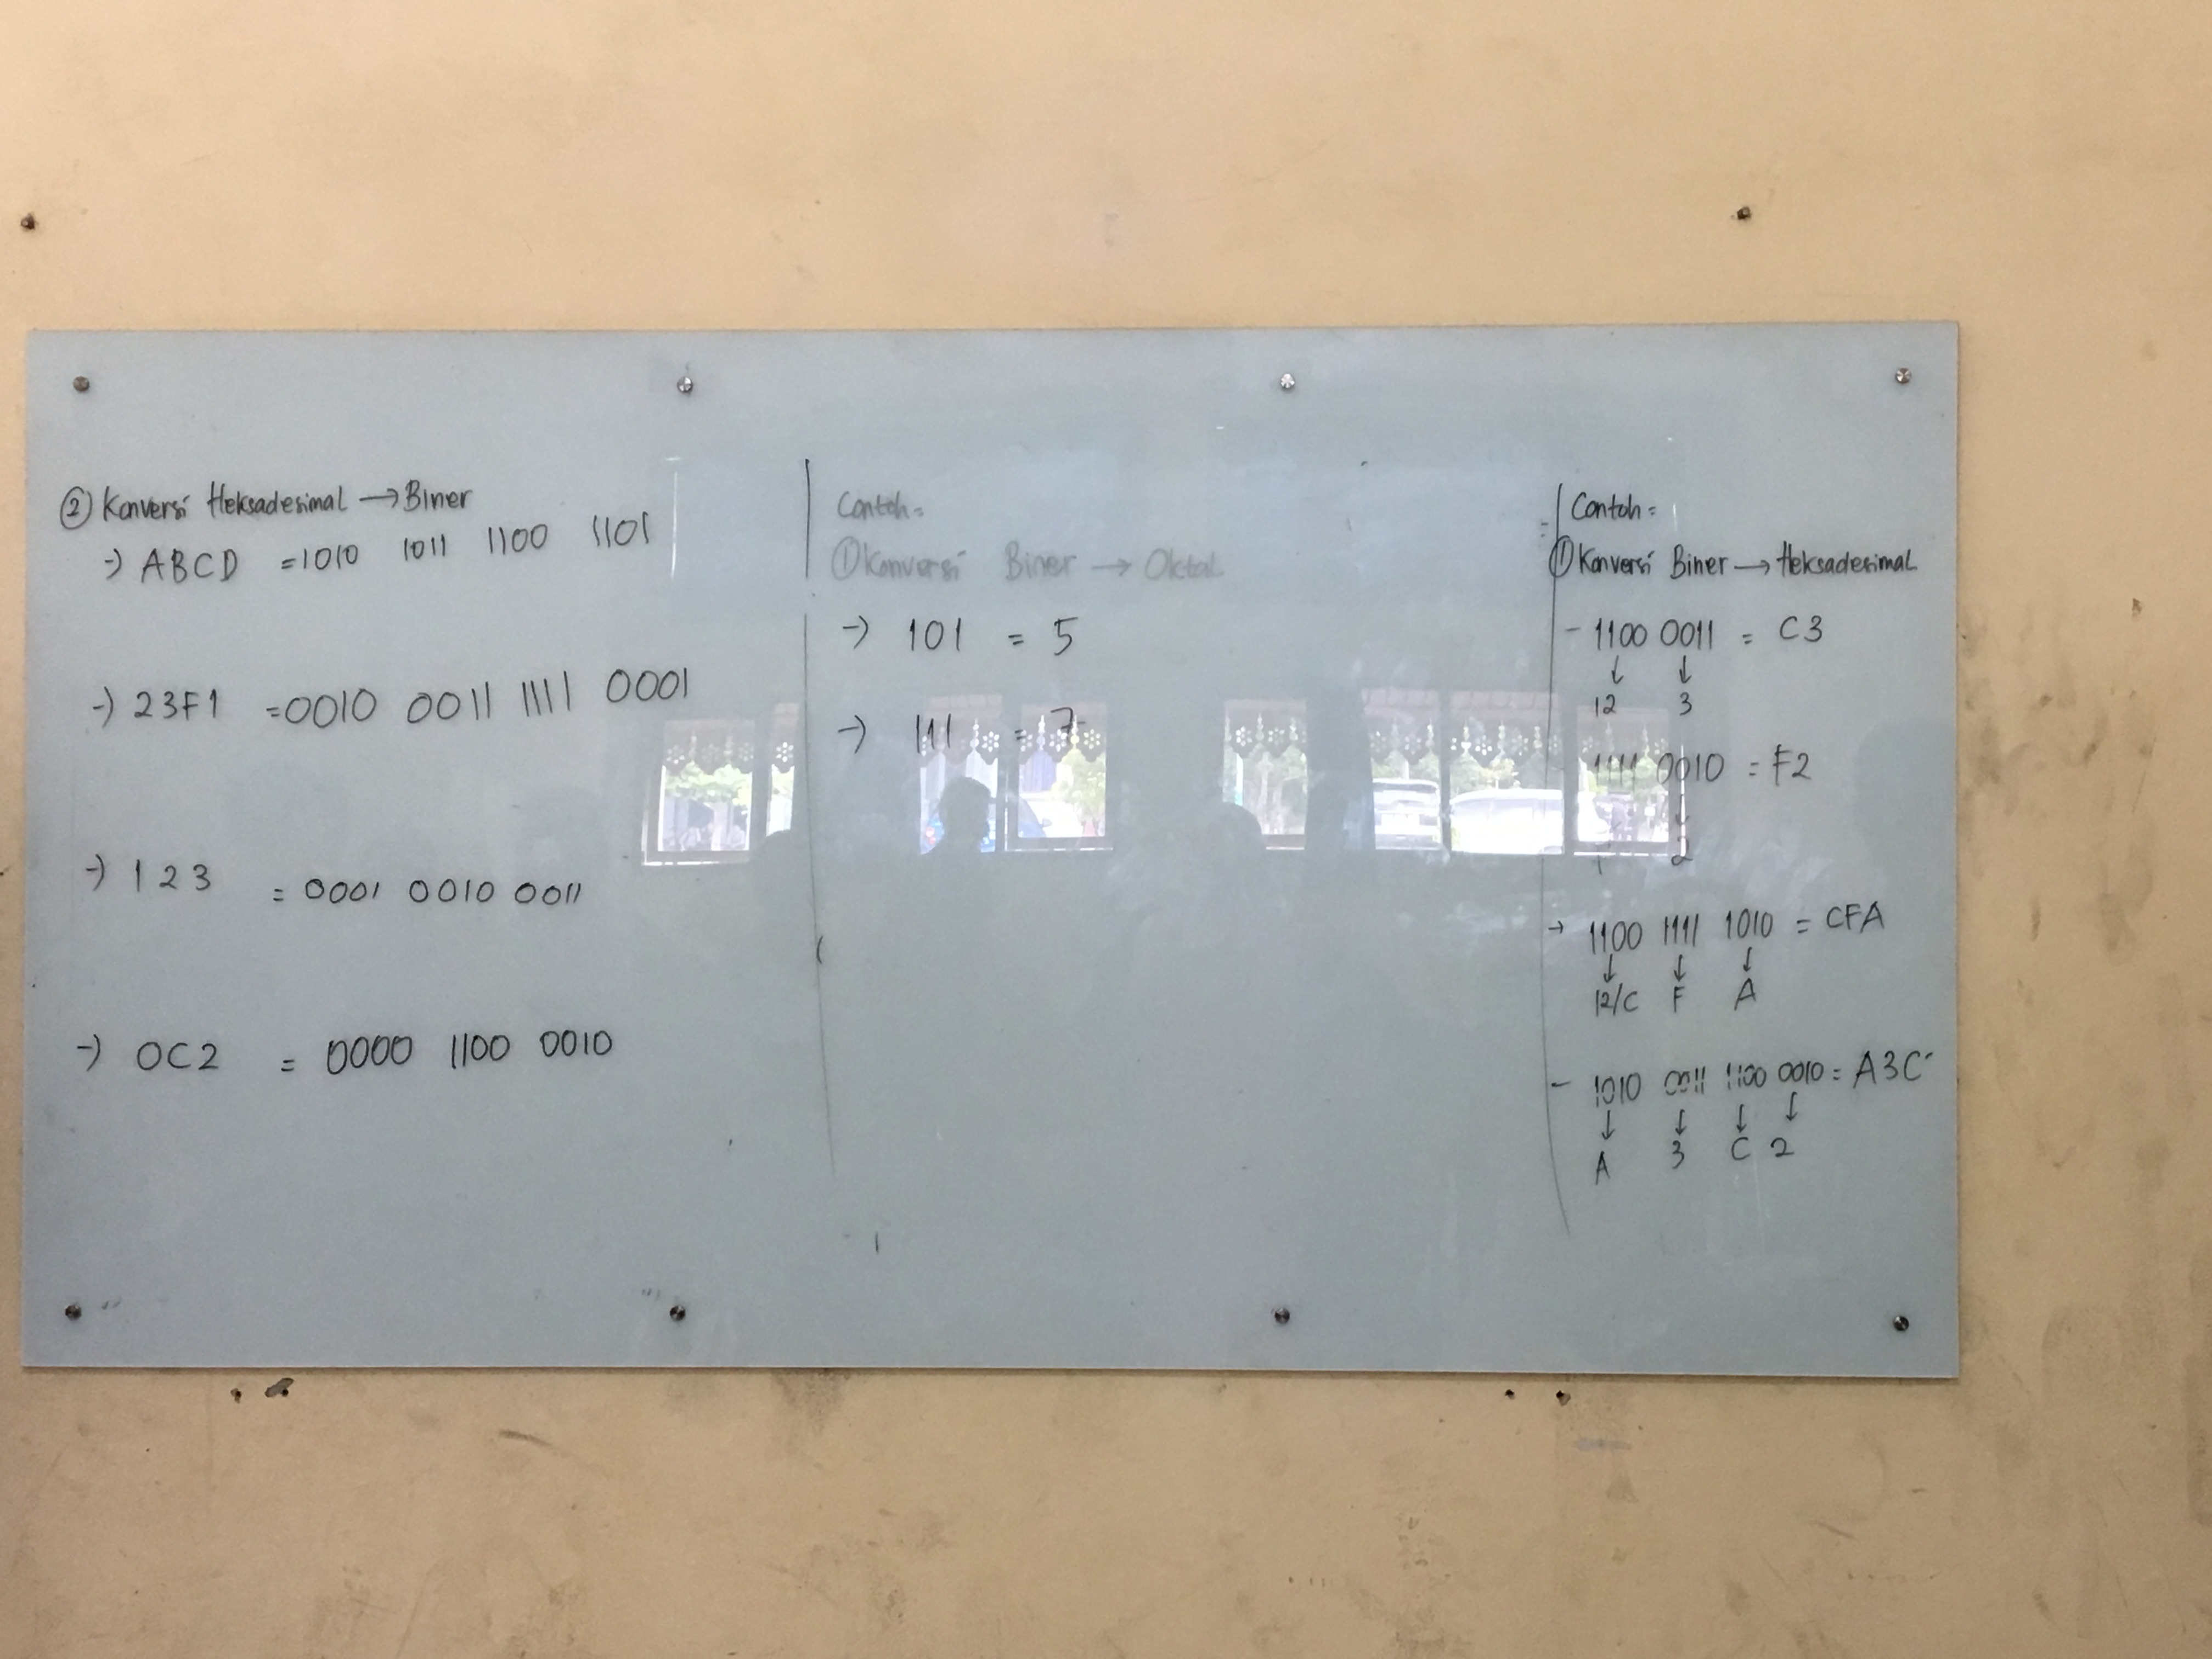 ② Konversi Heksadesimal → Biner
→) ABCD = 1010 1011 1100 1101
→) 23F1 = 0010 0011 1111 0001
→) 123 = 0001 0010 0011
→) 0C2 = 0000 1100 0010
Contoh =
① Konversi Biner → Oktal
→) 101 = 5
→) 111 = 7
Contoh =
① Konversi Biner → Heksadesimal
- 1100 0011 = C3
↓ ↓
12 3
1111 0010 = F2
↓
2
→ 1100 1111 1010 = CFA
↓ ↓ ↓
12/C F A
- 1010 0011 1100 0010 = A3C
↓ ↓ ↓ ↓
A 3 C 2